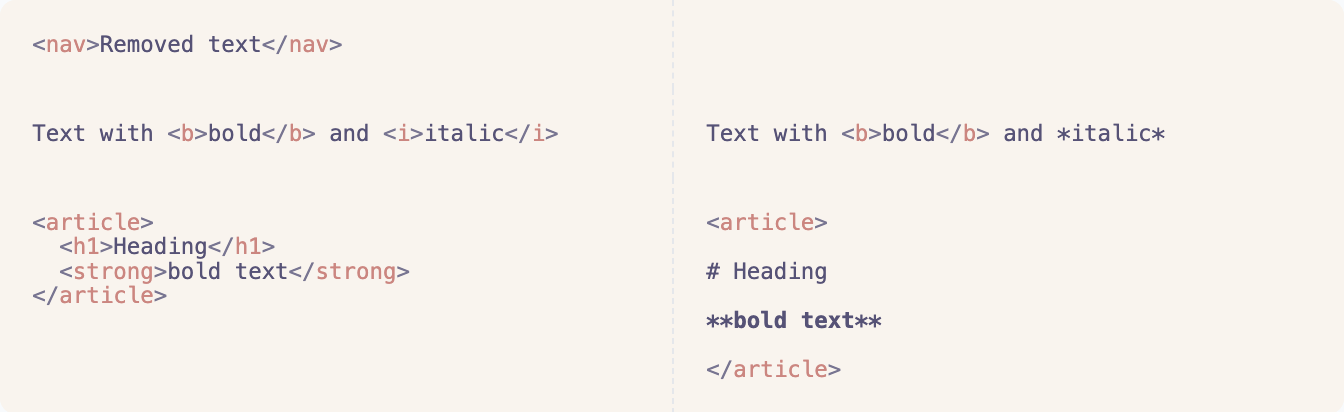 <nav>Removed text</nav>
Text with <b>bold</b> and <i>italic</i>
<article>
  <h1>Heading</h1>
  <strong>bold text</strong>
</article>
Text with <b>bold</b> and *italic*
<article>
# Heading
**bold text**
</article>